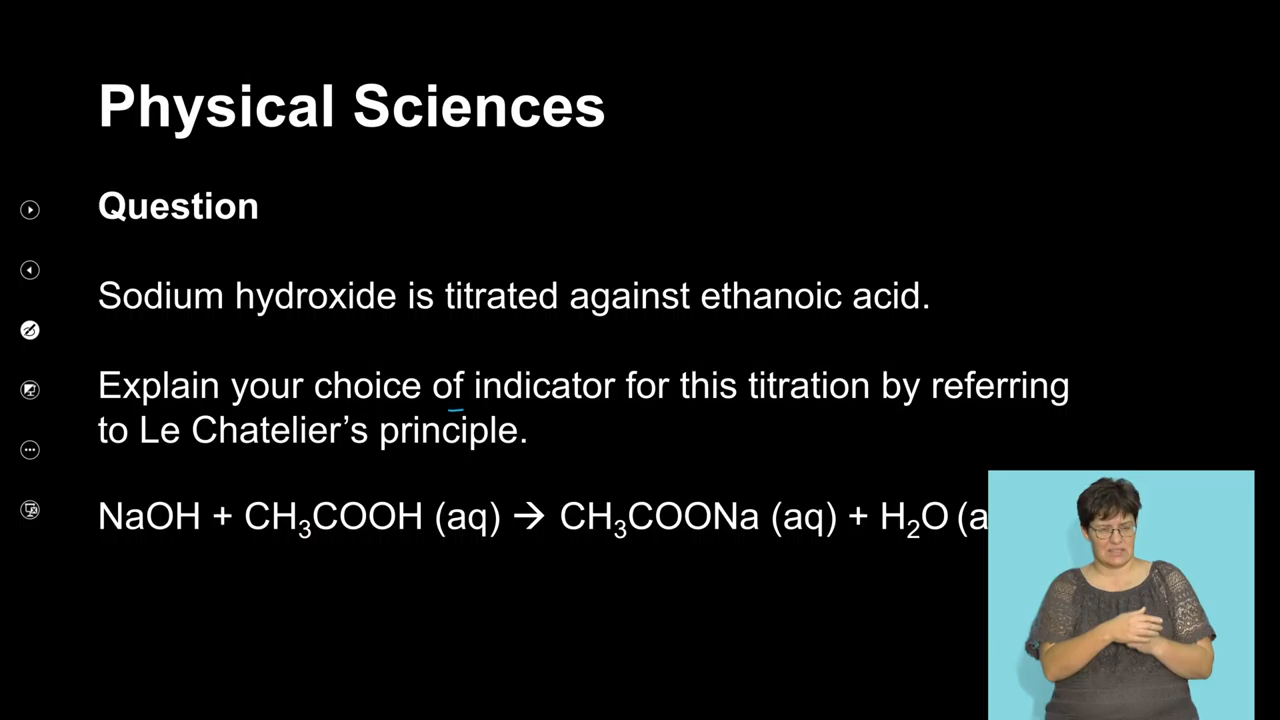 Physical Sciences
Question
Sodium hydroxide is titrated against ethanoic acid.
Explain your choice of indicator for this titration by referring
to Le Chatelier’s principle.
NaOH + CH₃COOH (aq) → CH₃COONa (aq) + H₂O (a